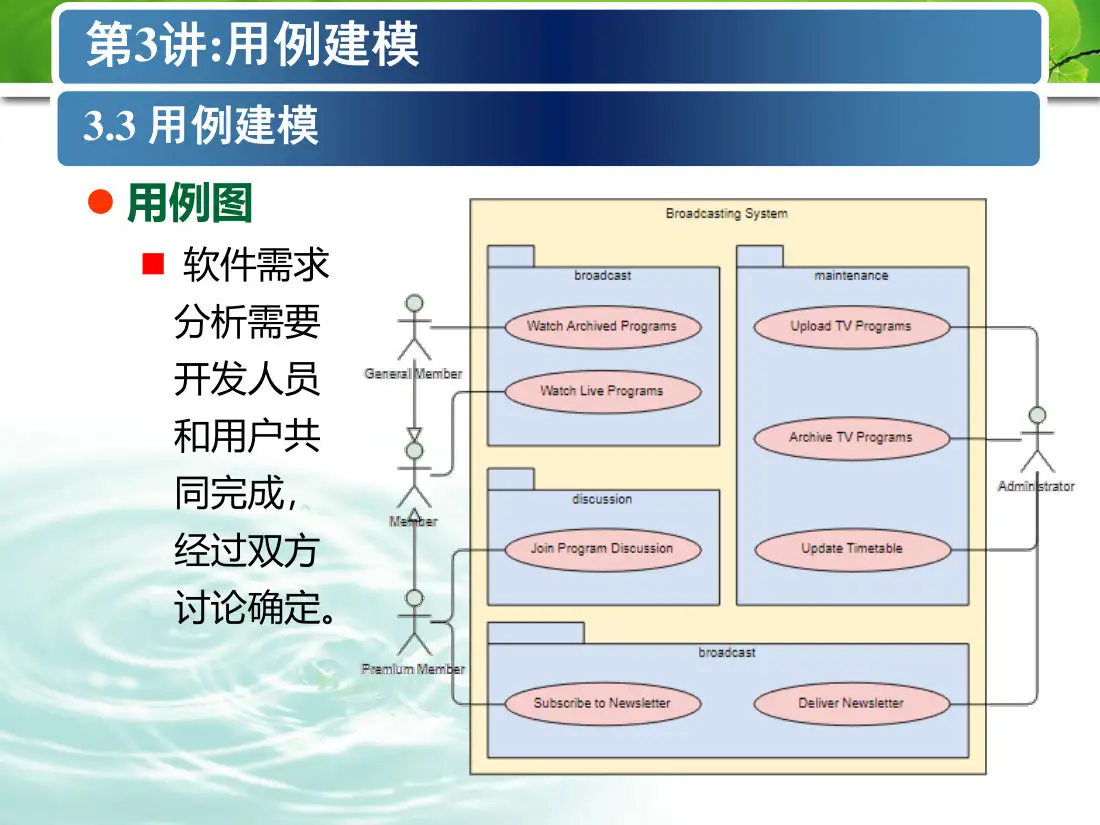 第3讲:用例建模
3.3 用例建模
用例图
软件需求
分析需要
开发人员
和用户共
同完成，
经过双方
讨论确定。
Broadcasting System
broadcast
Watch Archived Programs
Watch Live Programs
maintenance
Upload TV Programs
Archive TV Programs
Update Timetable
discussion
Join Program Discussion
broadcast
Subscribe to Newsletter
Deliver Newsletter
General Member
Member
Premium Member
Administrator